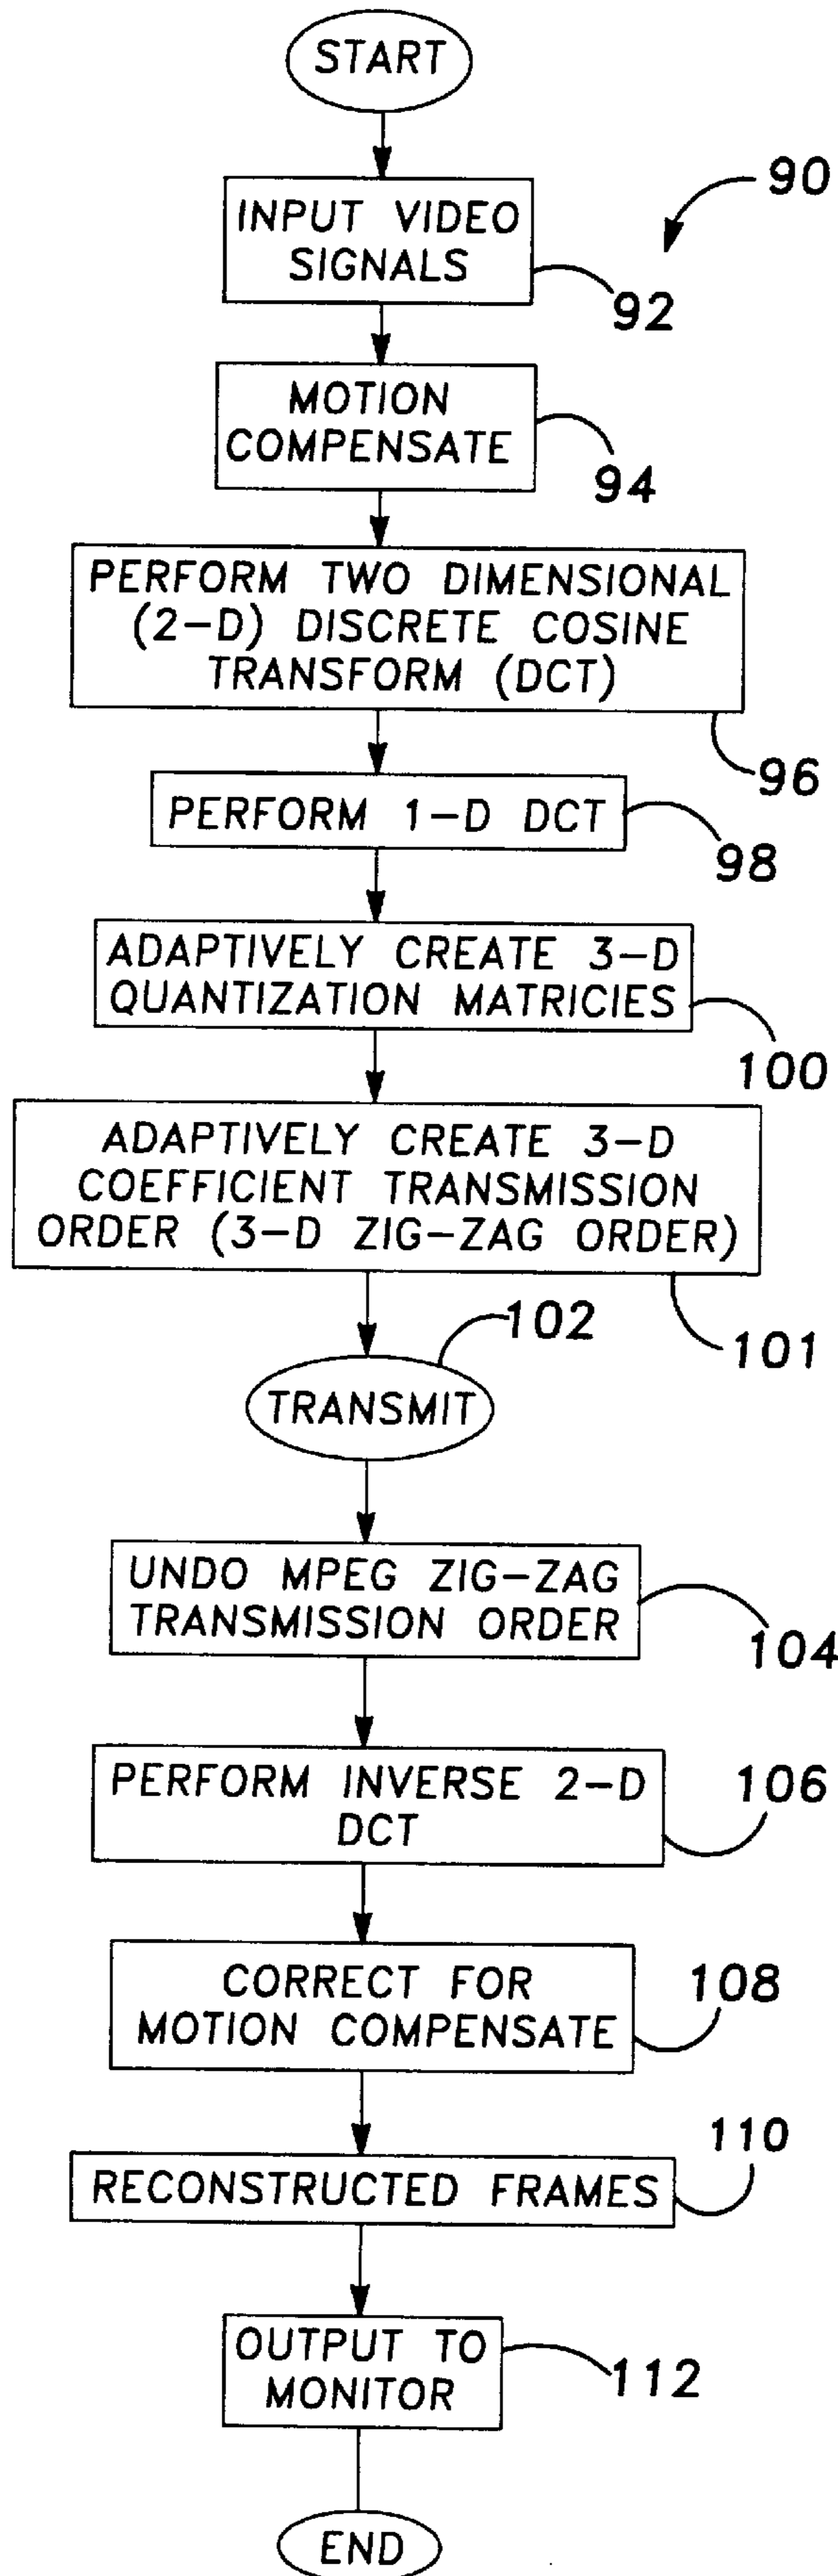 START
90
INPUT VIDEO
SIGNALS
92
MOTION
COMPENSATE
94
PERFORM TWO DIMENSIONAL
(2-D) DISCRETE COSINE
TRANSFORM (DCT)
96
PERFORM 1-D DCT
98
ADAPTIVELY CREATE 3-D
QUANTIZATION MATRICIES
100
ADAPTIVELY CREATE 3-D
COEFFICIENT TRANSMISSION
ORDER (3-D ZIG-ZAG ORDER)
101
102
TRANSMIT
UNDO MPEG ZIG-ZAG
TRANSMISSION ORDER
104
PERFORM INVERSE 2-D
DCT
106
CORRECT FOR
MOTION COMPENSATE
108
110
RECONSTRUCTED FRAMES
OUTPUT TO
MONITOR
112
END